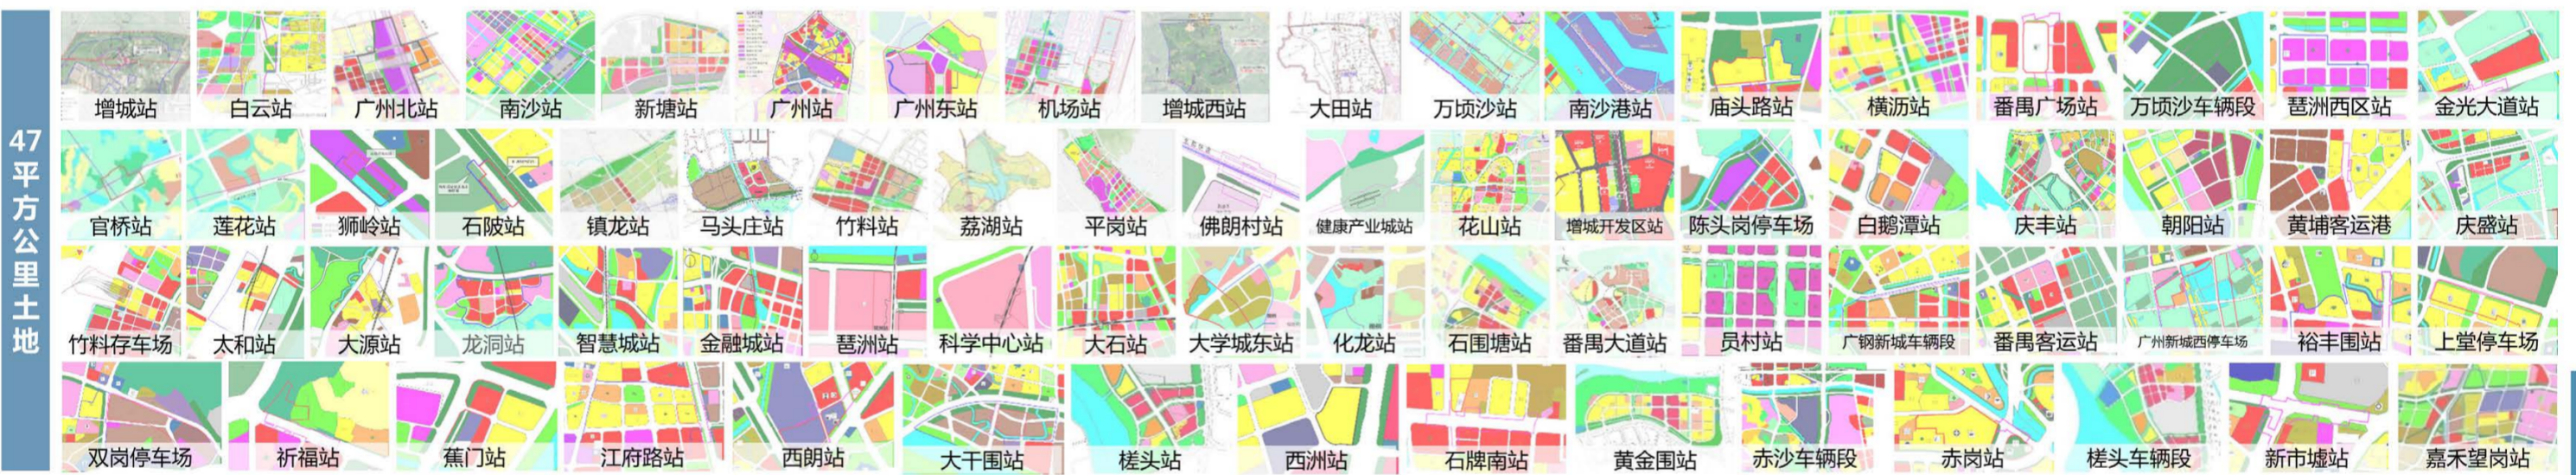 47平方公里土地
增城站 白云站 广州北站 南沙站 新塘站 广州站 广州东站 机场站 增城西站 大田站 万顷沙站 南沙港站 庙头路站 横沥站 番禺广场站 万顷沙车辆段 琶洲西区站 金光大道站
官桥站 莲花站 狮岭站 石陂站 镇龙站 马头庄站 竹料站 荔湖站 平岗站 佛朗村站 健康产业城站 花山站 增城开发区站 陈头岗停车场 白鹅潭站 庆丰站 朝阳站 黄埔客运港 庆盛站
竹料存车场 太和站 大源站 龙洞站 智慧城站 金融城站 琶洲站 科学中心站 大石站 大学城东站 化龙站 石围塘站 番禺大道站 员村站 广钢新城车辆段 番禺客运站 广州新城西停车场 裕丰围站 上堂停车场
双岗停车场 祈福站 蕉门站 江府路站 西朗站 大干围站 槎头站 西洲站 石牌南站 黄金围站 赤沙车辆段 赤岗站 槎头车辆段 新市墟站 嘉禾望岗站